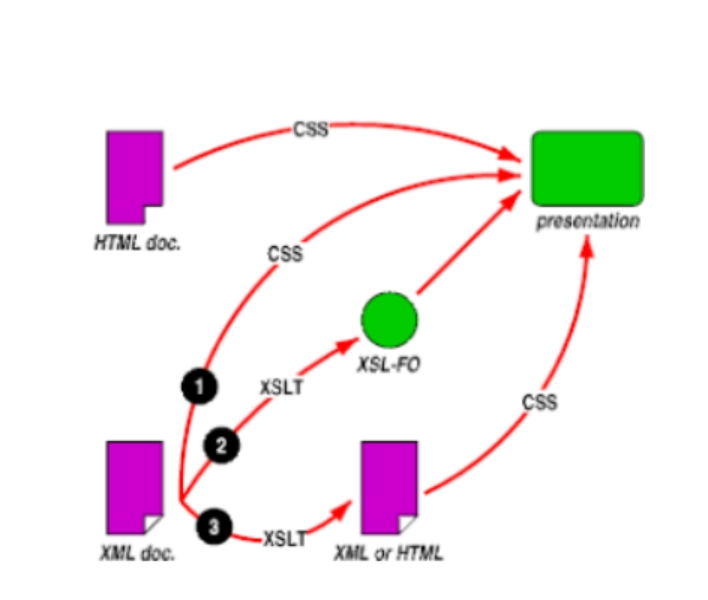 CSS
presentation
HTML doc.
CSS
XSL-FO
1
XSLT
CSS
2
3
XSLT
XML doc.
XML or HTML